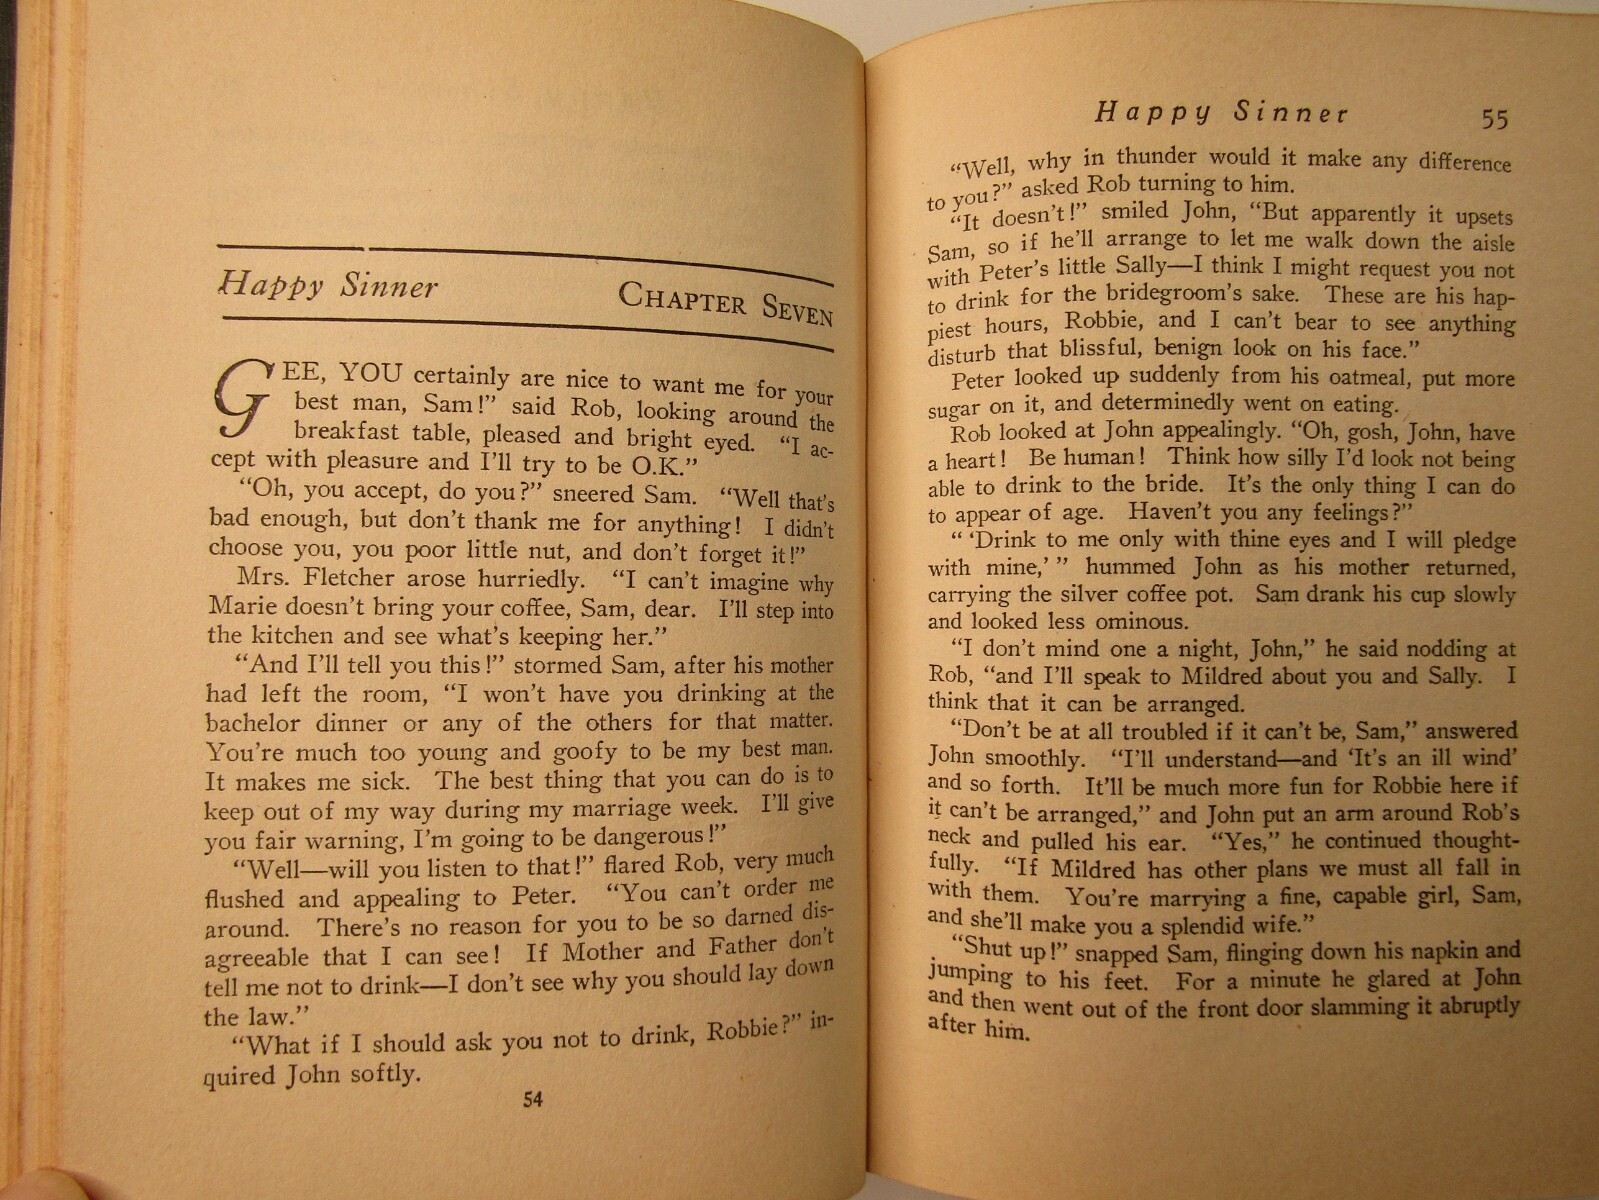 Happy Sinner CHAPTER SEVEN
GEE, YOU certainly are nice to want me for your
best man, Sam!” said Rob, looking around the
breakfast table, pleased and bright eyed. “I ac-
cept with pleasure and I’ll try to be O.K.”
“Oh, you accept, do you?” sneered Sam. “Well that’s
bad enough, but don’t thank me for anything! I didn’t
choose you, you poor little nut, and don’t forget it!”
Mrs. Fletcher arose hurriedly. “I can’t imagine why
Marie doesn’t bring your coffee, Sam, dear. I’ll step into
the kitchen and see what’s keeping her.”
“And I’ll tell you this!” stormed Sam, after his mother
had left the room, “I won’t have you drinking at the
bachelor dinner or any of the others for that matter.
You’re much too young and goofy to be my best man.
It makes me sick. The best thing that you can do is to
keep out of my way during my marriage week. I’ll give
you fair warning, I’m going to be dangerous!”
“Well—will you listen to that!” flared Rob, very much
flushed and appealing to Peter. “You can’t order me
around. There’s no reason for you to be so darned dis-
agreeable that I can see! If Mother and Father don’t
tell me not to drink—I don’t see why you should lay down
the law.”
“What if I should ask you not to drink, Robbie?” in-
quired John softly.
54
Happy Sinner 55
“Well, why in thunder would it make any difference
to you?” asked Rob turning to him.
“It doesn’t!” smiled John, “But apparently it upsets
Sam, so if he’ll arrange to let me walk down the aisle
with Peter’s little Sally—I think I might request you not
to drink for the bridegroom’s sake. These are his hap-
piest hours, Robbie, and I can’t bear to see anything
disturb that blissful, benign look on his face.”
Peter looked up suddenly from his oatmeal, put more
sugar on it, and determinedly went on eating.
Rob looked at John appealingly. “Oh, gosh, John, have
a heart! Be human! Think how silly I’d look not being
able to drink to the bride. It’s the only thing I can do
to appear of age. Haven’t you any feelings?”
“ ‘Drink to me only with thine eyes and I will pledge
with mine,’ ” hummed John as his mother returned,
carrying the silver coffee pot. Sam drank his cup slowly
and looked less ominous.
“I don’t mind one a night, John,” he said nodding at
Rob, “and I’ll speak to Mildred about you and Sally. I
think that it can be arranged.
“Don’t be at all troubled if it can’t be, Sam,” answered
John smoothly. “I’ll understand—and ‘It’s an ill wind’
and so forth. It’ll be much more fun for Robbie here if
it can’t be arranged,” and John put an arm around Rob’s
neck and pulled his ear. “Yes,” he continued thought-
fully. “If Mildred has other plans we must all fall in
with them. You’re marrying a fine, capable girl, Sam,
and she’ll make you a splendid wife.”
“Shut up!” snapped Sam, flinging down his napkin and
jumping to his feet. For a minute he glared at John
and then went out of the front door slamming it abruptly
after him.